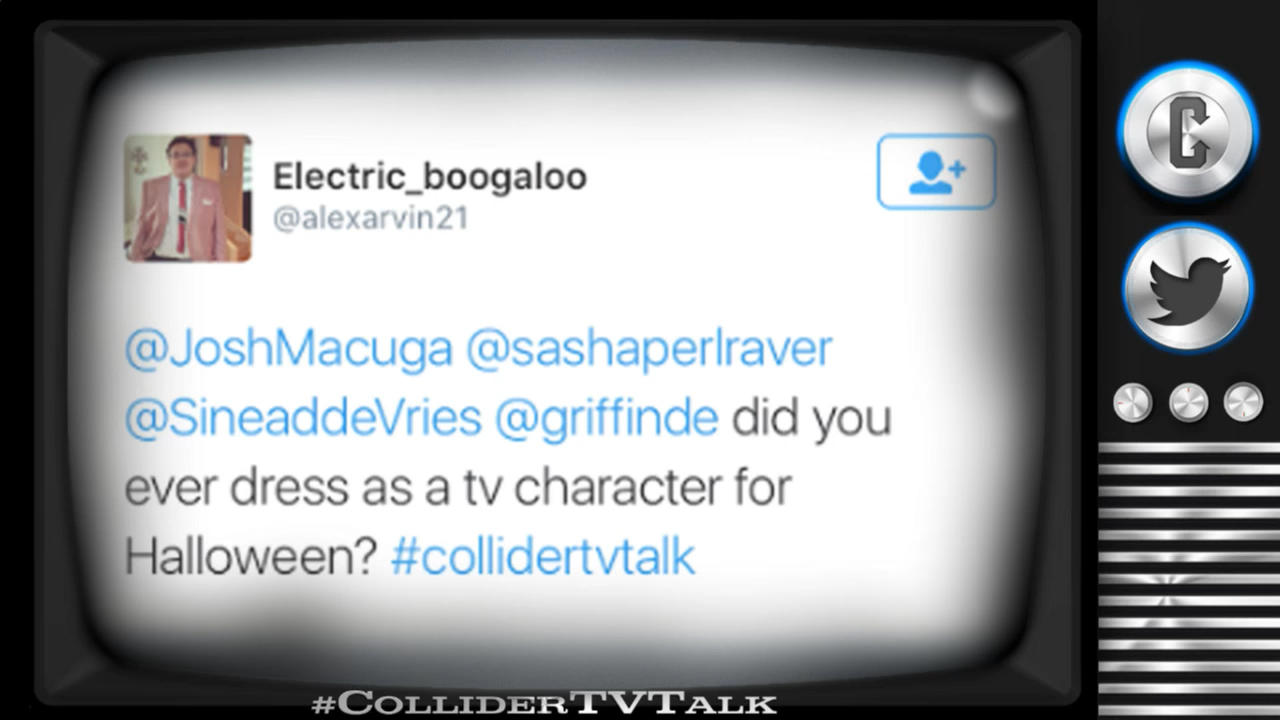 Electric_boogaloo
@alexarvin21
@JoshMacuga @sashaperlraver
@SineaddeVries @griffinde did you
ever dress as a tv character for
Halloween? #collidertvtalk
#COLLIDERTVTALK